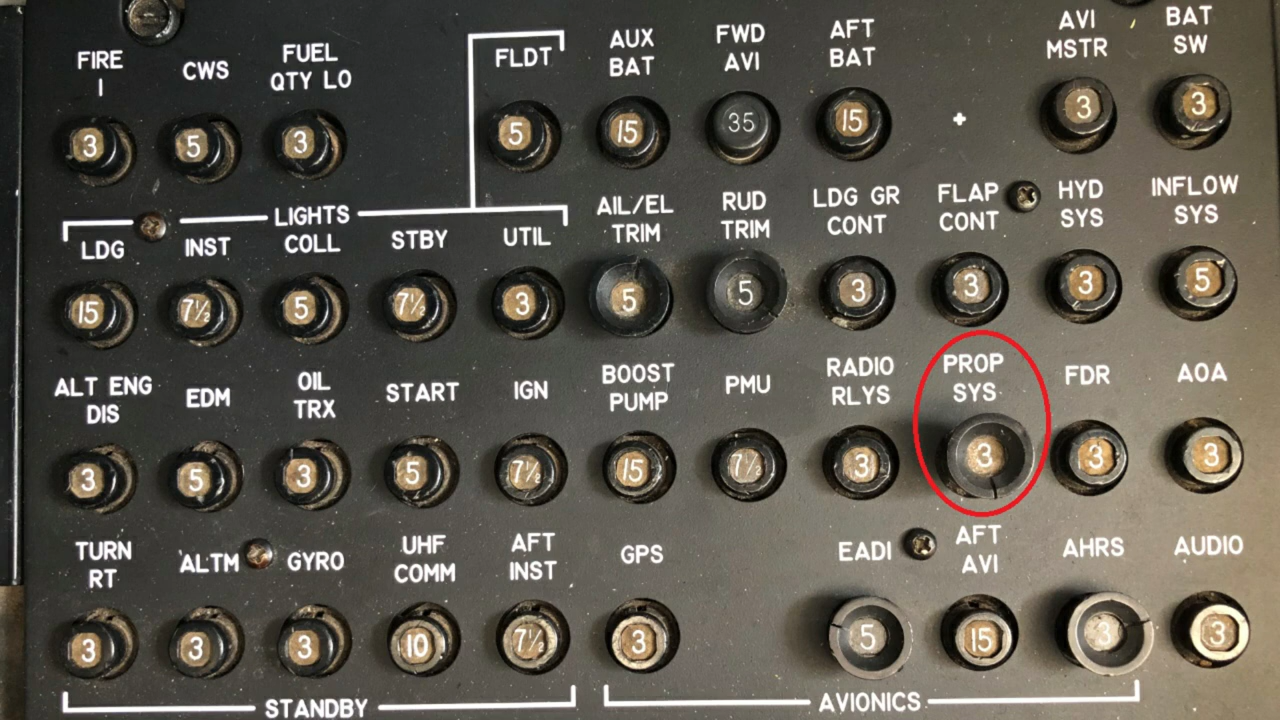 FIRE
I
CWS
FUEL
QTY LO
FLDT
AUX
BAT
FWD
AVI
AFT
BAT
AVI
MSTR
BAT
SW
3
5
3
5
15
35
15
3
3
LIGHTS
LDG
INST
COLL
STBY
UTIL
AIL/EL
TRIM
RUD
TRIM
LDG GR
CONT
FLAP
CONT
HYD
SYS
INFLOW
SYS
15
7½
5
7½
3
5
5
3
3
3
5
ALT ENG
DIS
EDM
OIL
TRX
START
IGN
BOOST
PUMP
PMU
RADIO
RLYS
PROP
SYS
FDR
AOA
3
5
3
5
7½
15
7½
3
3
3
3
TURN
RT
ALTM
GYRO
UHF
COMM
AFT
INST
GPS
EADI
AFT
AVI
AHRS
AUDIO
3
3
3
10
7½
3
5
15
3
3
STANDBY
AVIONICS